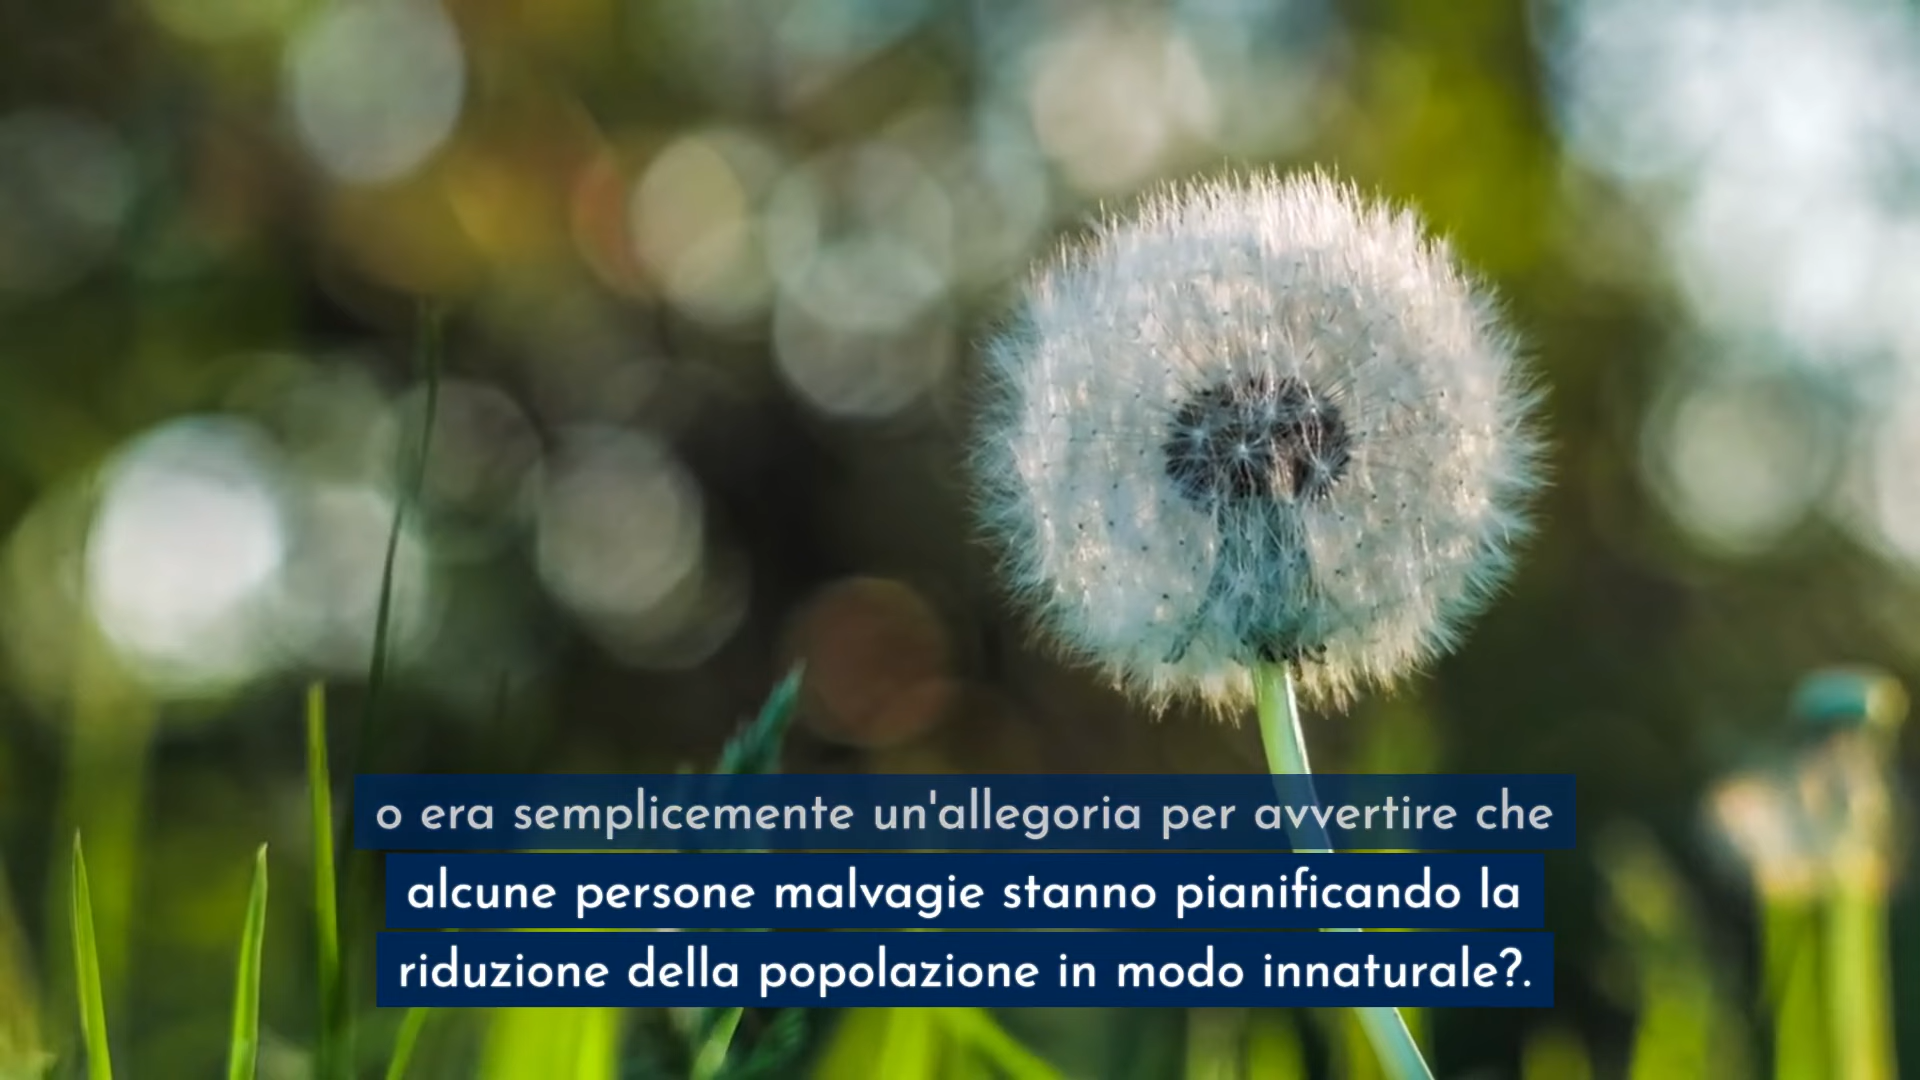 o era semplicemente un'allegoria per avvertire che
alcune persone malvagie stanno pianificando la
riduzione della popolazione in modo innaturale?.